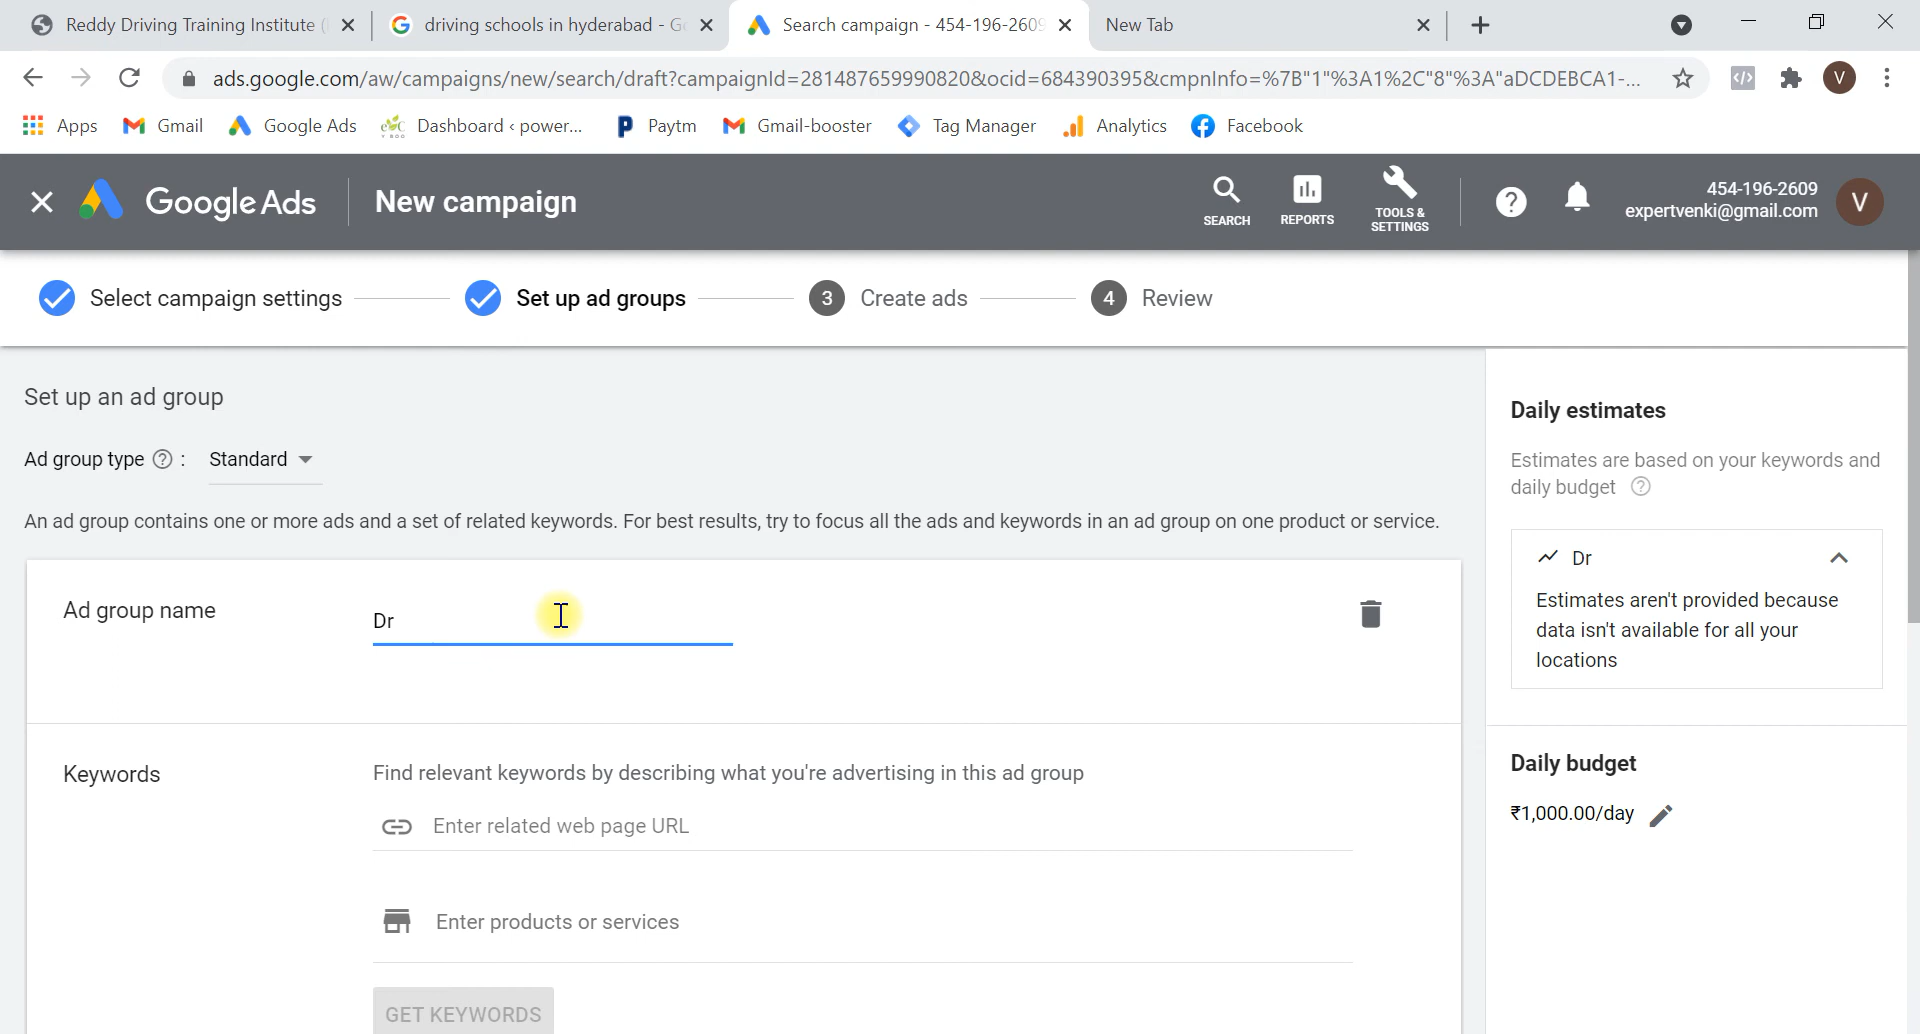 Reddy Driving Training Institute (
driving schools in hyderabad - G
Search campaign - 454-196-2609
New Tab
ads.google.com/aw/campaigns/new/search/draft?campaignId=281487659990820&ocid=684390395&cmpnInfo=%7B"1"%3A1%2C"8"%3A"aDCDEBCA1-...
V
Apps
Gmail
Google Ads
Dashboard ‹ power...
Paytm
Gmail-booster
Tag Manager
Analytics
Facebook
Google Ads
New campaign
SEARCH
REPORTS
TOOLS &
SETTINGS
454-196-2609
expertvenki@gmail.com
V
Select campaign settings
Set up ad groups
3 Create ads
4 Review
Set up an ad group
Ad group type ? : Standard
An ad group contains one or more ads and a set of related keywords. For best results, try to focus all the ads and keywords in an ad group on one product or service.
Ad group name
Dr
Keywords
Find relevant keywords by describing what you're advertising in this ad group
Enter related web page URL
Enter products or services
GET KEYWORDS
Daily estimates
Estimates are based on your keywords and
daily budget ?
Dr
Estimates aren't provided because
data isn't available for all your
locations
Daily budget
₹1,000.00/day